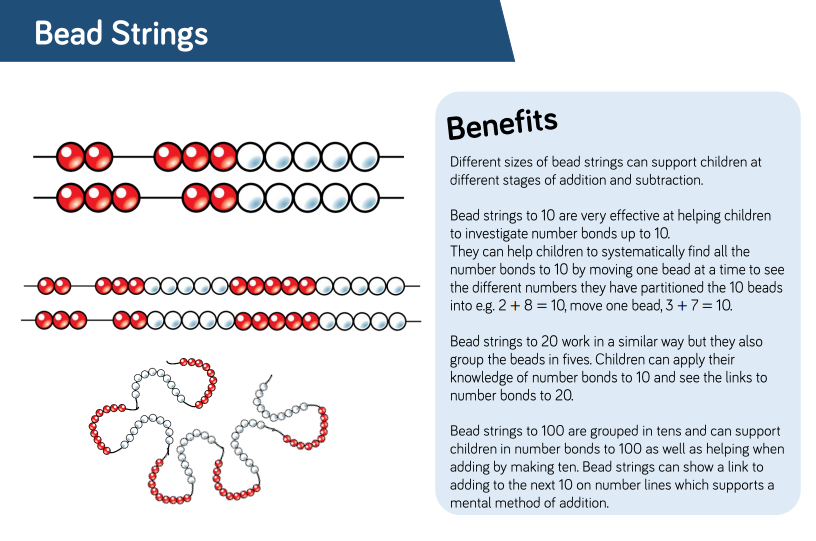 Bead Strings
Benefits
Different sizes of bead strings can support children at
different stages of addition and subtraction.
Bead strings to 10 are very effective at helping children
to investigate number bonds up to 10.
They can help children to systematically find all the
number bonds to 10 by moving one bead at a time to see
the different numbers they have partitioned the 10 beads
into e.g. 2 + 8 = 10, move one bead, 3 + 7 = 10.
Bead strings to 20 work in a similar way but they also
group the beads in fives. Children can apply their
knowledge of number bonds to 10 and see the links to
number bonds to 20.
Bead strings to 100 are grouped in tens and can support
children in number bonds to 100 as well as helping when
adding by making ten. Bead strings can show a link to
adding to the next 10 on number lines which supports a
mental method of addition.